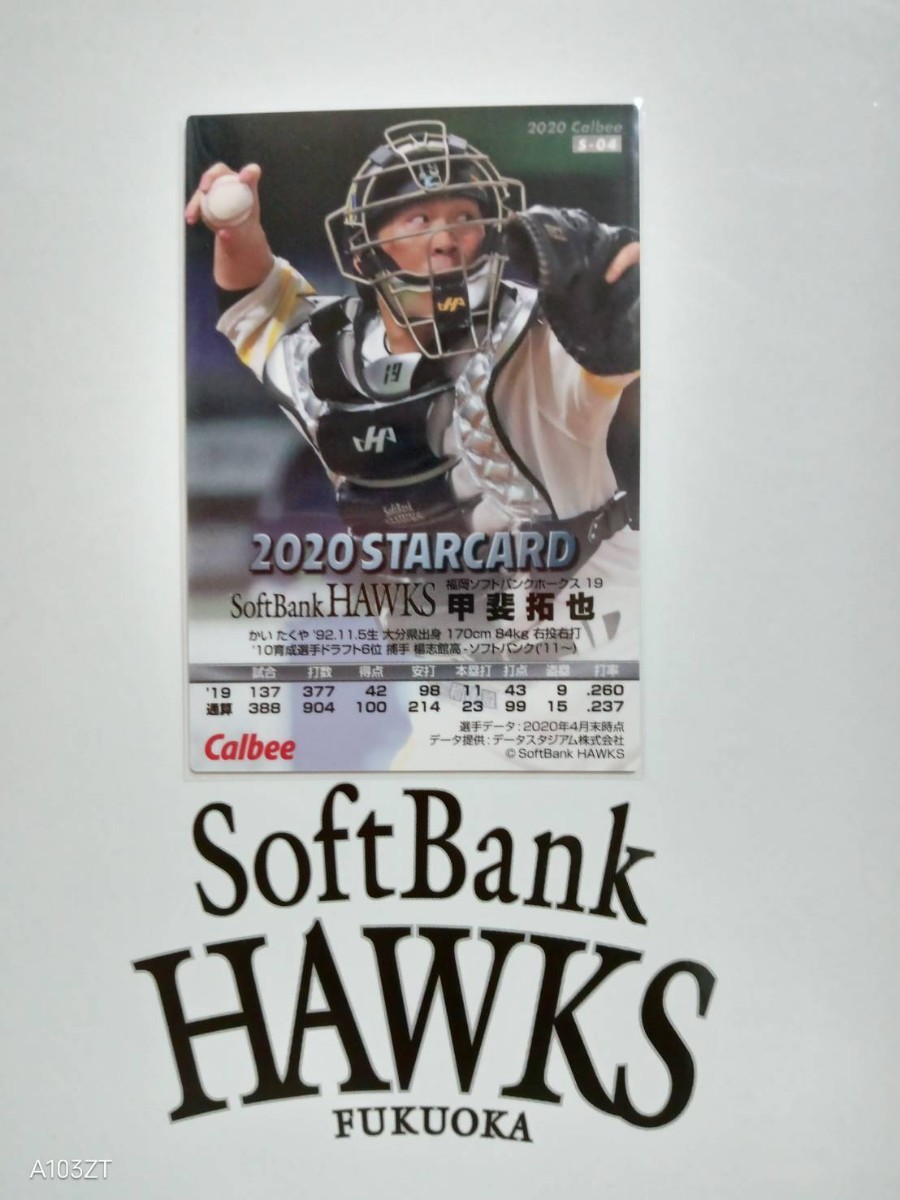 2020 Calbee
S-04
19
2020 STARCARD
福岡ソフトバンクホークス 19
SoftBank HAWKS 甲斐拓也
かい たくや '92.11.5生 大分県出身 170cm 84kg 右投右打
'10育成選手ドラフト6位 捕手 楊志館高-ソフトバンク('11〜)
試合 打数 得点 安打 本塁打 打点 盗塁 打率
'19 137 377 42 98 11 43 9 .260
通算 388 904 100 214 23 99 15 .237
選手データ:2020年4月末時点
データ提供:データスタジアム株式会社
© SoftBank HAWKS
Calbee
SoftBank
HAWKS
FUKUOKA
A103ZT